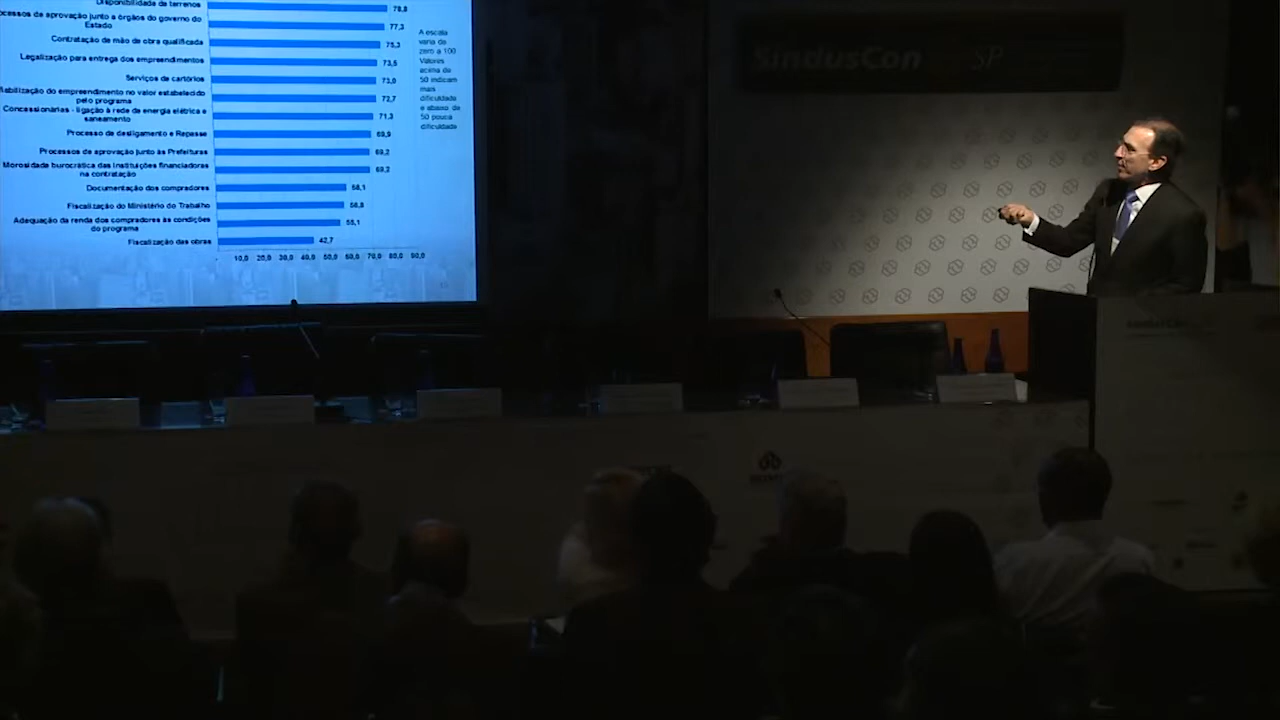 Disponibilidade de terrenos
78,8
ocessos de aprovação junto a órgãos do governo do
Estado
77,3
Contratação de mão de obra qualificada
75,3
Legalização para entrega dos empreendimentos
73,5
Serviços de cartórios
73,0
abilização do empreendimento no valor estabelecido
pelo programa
72,7
Concessionárias - ligação à rede de energia elétrica e
saneamento
71,3
Processo de desligamento e Repasse
69,9
Processos de aprovação junto às Prefeituras
69,2
Morosidade burocrática das Instituições financiadoras
na contratação
69,2
Documentação dos compradores
58,1
Fiscalização do Ministério do Trabalho
Adequação da renda dos compradores às condições
do programa
55,1
Fiscalização das obras
42,7
- 10,0 20,0 30,0 40,0 50,0 60,0 70,0 80,0 90,0
A escala
varia de
zero a 100
Valores
acima de
50 indicam
mais
dificuldade
e abaixo de
50 pouca
dificuldade
SindusCon SP